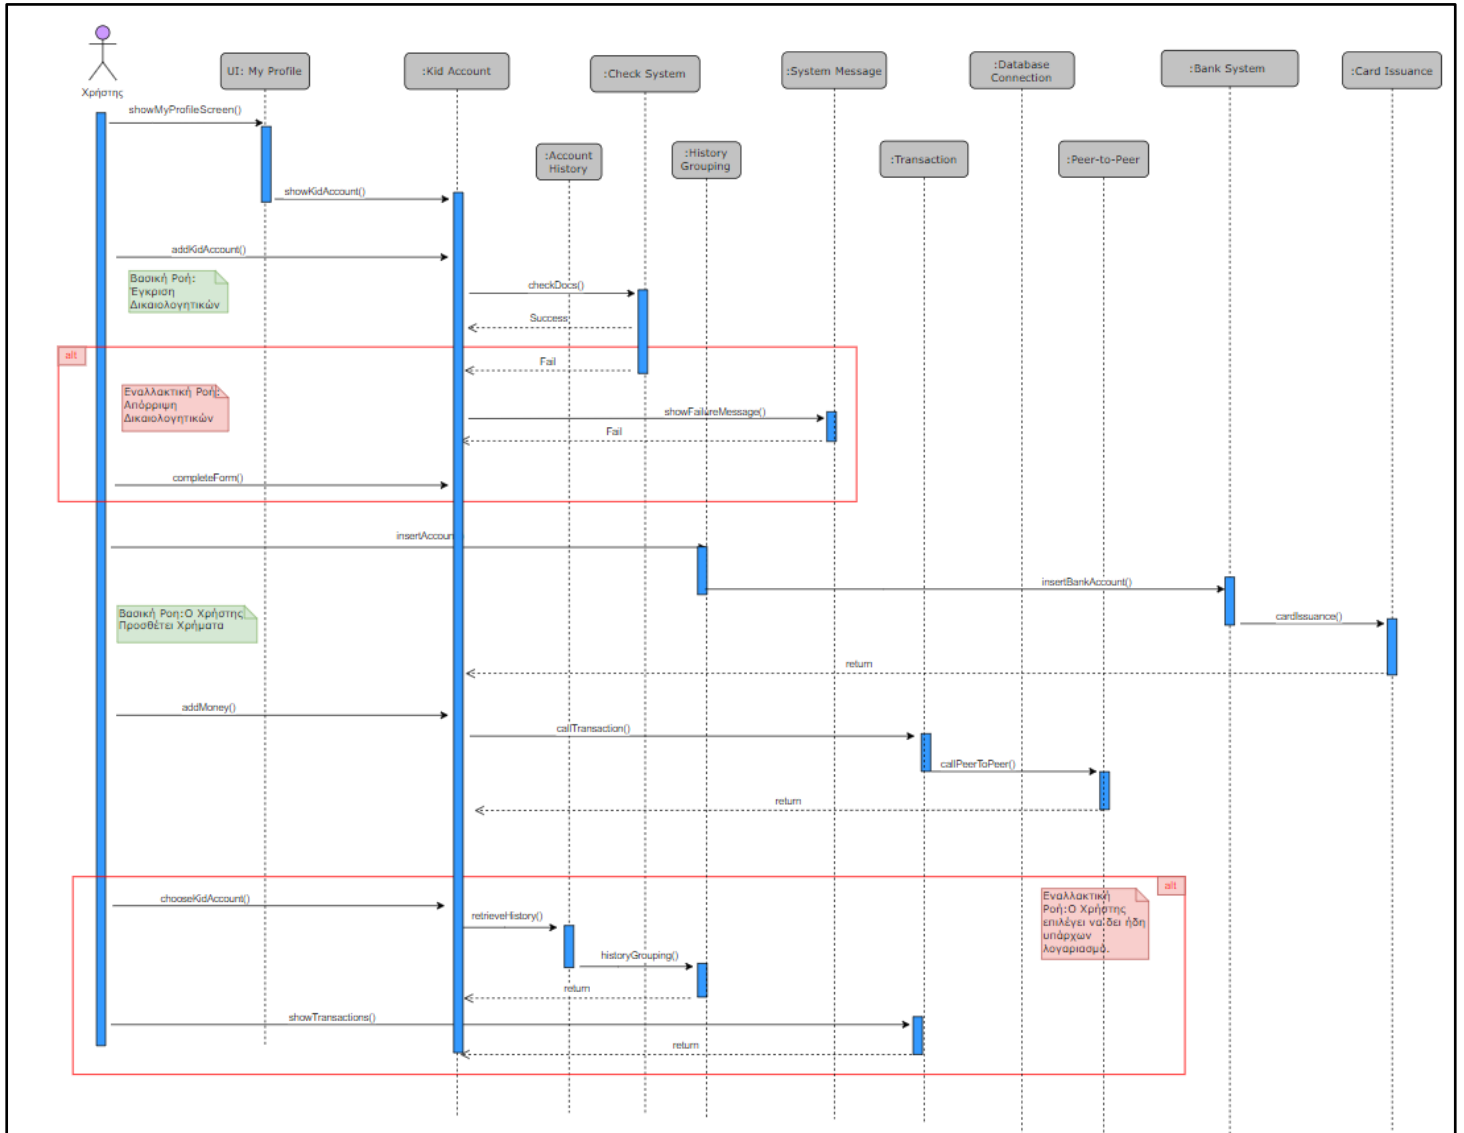 Χρήστης
UI: My Profile
:Kid Account
:Check System
:System Message
:Database
Connection
:Bank System
:Card Issuance
:Account
History
:History
Grouping
:Transaction
:Peer-to-Peer
showMyProfileScreen()
showKidAccount()
addKidAccount()
Βασική Ροή:
Έγκριση
Δικαιολογητικών
checkDocs()
Success
alt
Fail
Εναλλακτική Ροή:
Απόρριψη
Δικαιολογητικών
showFailureMessage()
Fail
completeForm()
insertAccoun
insertBankAccount()
Βασική Ροη:Ο Χρήστης
Προσθέτει Χρήματα
cardIssuance()
return
addMoney()
callTransaction()
callPeerToPeer()
return
alt
Εναλλακτική
Ροή:Ο Χρήστης
επιλέγει να δει ήδη
υπάρχων
λογαριασμό.
chooseKidAccount()
retrieveHistory()
historyGrouping()
return
showTransactions()
return